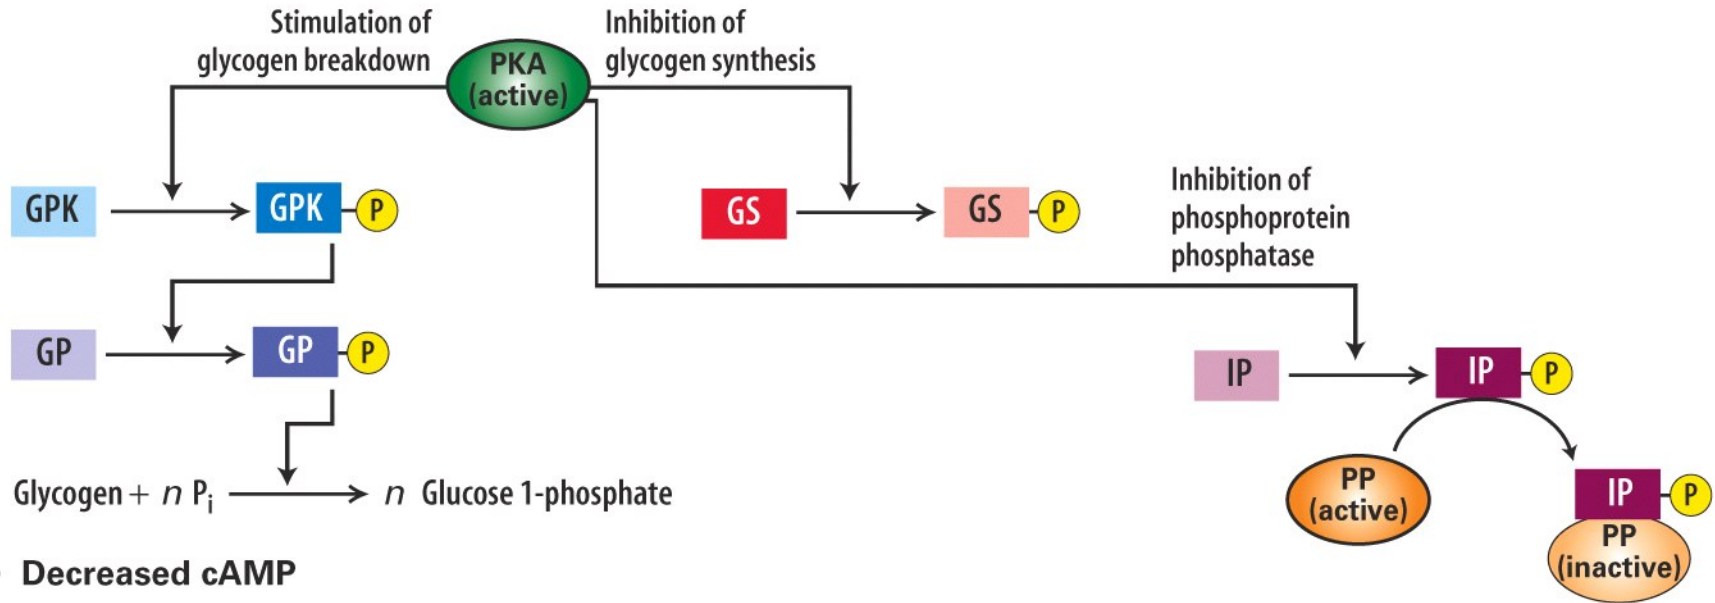 Stimulation of
glycogen breakdown
PKA
(active)
Inhibition of
glycogen synthesis
GPK
GPK
P
GS
GS
P
Inhibition of
phosphoprotein
phosphatase
GP
GP
P
IP
IP
P
Glycogen + n Pi
n Glucose 1-phosphate
PP
(active)
IP
P
PP
(inactive)
Decreased cAMP